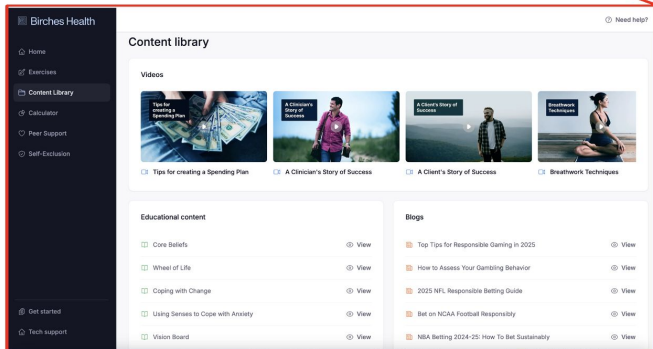 Birches Health
Need help?
Home
Exercises
Content Library
Calculator
Peer Support
Self-Exclusion
Get started
Tech support
Content library
Videos
Tips for
creating a
Spending Plan
A Clinician's
Story of
Success
A Client's Story of
Success
Breathwork
Techniques
Tips for creating a Spending Plan
A Clinician's Story of Success
A Client's Story of Success
Breathwork Techniques
Educational content
Core Beliefs View
Wheel of Life View
Coping with Change View
Using Senses to Cope with Anxiety View
Vision Board View
Blogs
Top Tips for Responsible Gaming in 2025 View
How to Assess Your Gambling Behavior View
2025 NFL Responsible Betting Guide View
Bet on NCAA Football Responsibly View
NBA Betting 2024-25: How To Bet Sustainably View